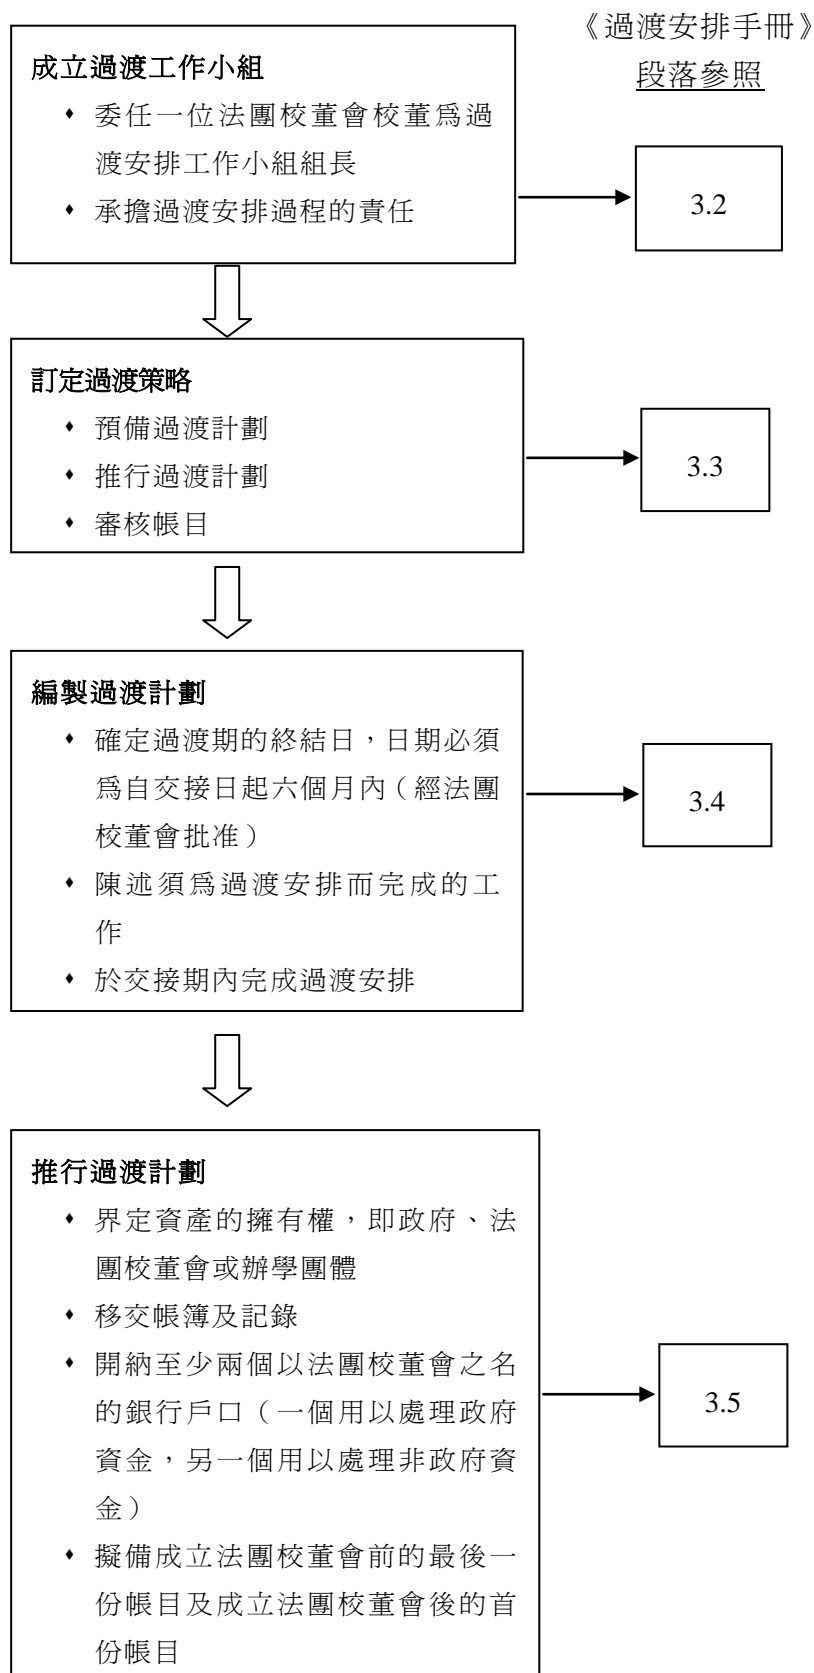 《過渡安排手冊》
段落參照
成立過渡工作小組
♦ 委任一位法團校董會校董爲過
渡安排工作小組組長
♦ 承擔過渡安排過程的責任
3.2
訂定過渡策略
♦ 預備過渡計劃
♦ 推行過渡計劃
♦ 審核帳目
3.3
編製過渡計劃
♦ 確定過渡期的終結日，日期必須
爲自交接日起六個月內（經法團
校董會批准）
♦ 陳述須爲過渡安排而完成的工
作
♦ 於交接期內完成過渡安排
3.4
推行過渡計劃
♦ 界定資產的擁有權，即政府、法
團校董會或辦學團體
♦ 移交帳簿及記錄
♦ 開納至少兩個以法團校董會之名
的銀行戶口（一個用以處理政府
資金，另一個用以處理非政府資
金）
♦ 擬備成立法團校董會前的最後一
份帳目及成立法團校董會後的首
份帳目
3.5